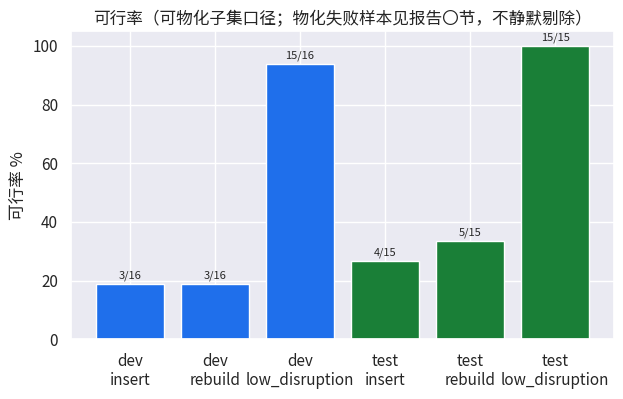 可行率（可物化子集口径；物化失败样本见报告〇节，不静默剔除）
可行率 %
100
80
60
40
20
0
3/16
3/16
15/16
4/15
5/15
15/15
dev
insert
dev
rebuild
dev
low_disruption
test
insert
test
rebuild
test
low_disruption